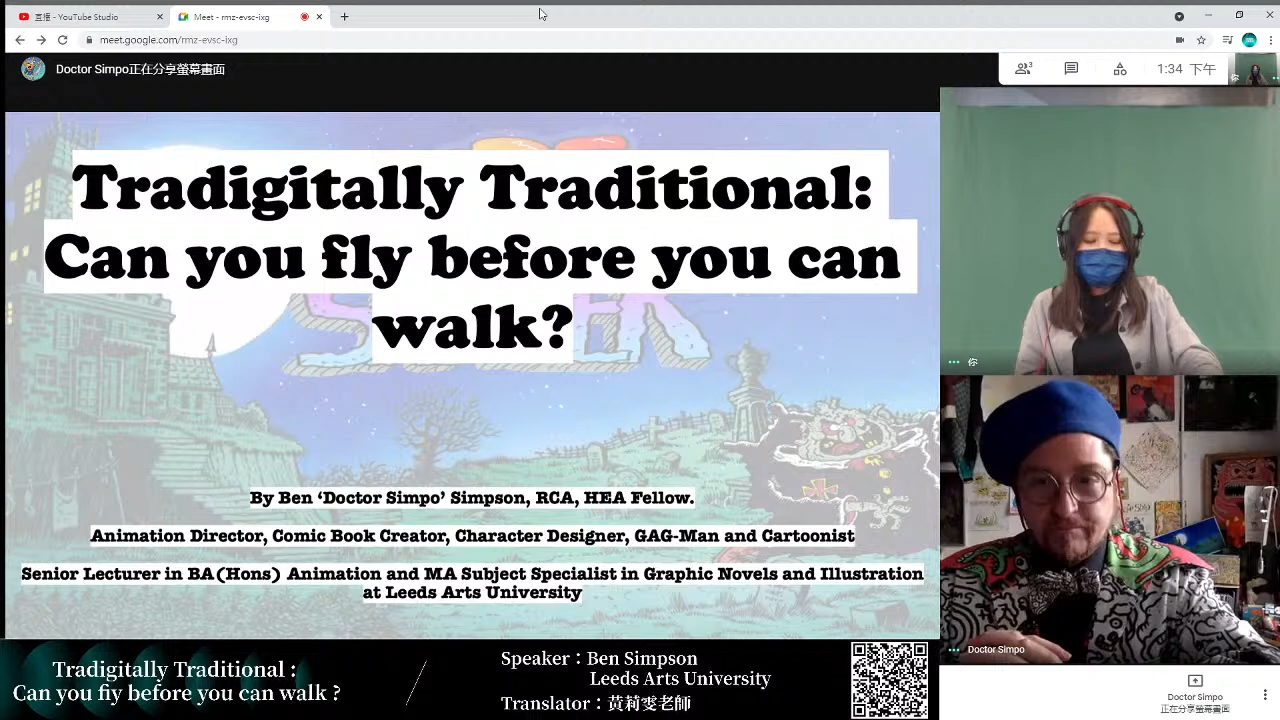 直播 - YouTube Studio
Meet - rmz-evsc-ixg
meet.google.com/rmz-evsc-ixg
Doctor Simpo正在分享螢幕畫面
3
1:34 下午
你
Tradigitally Traditional:
Can you fly before you can
walk?
By Ben ‘Doctor Simpo’ Simpson, RCA, HEA Fellow.
Animation Director, Comic Book Creator, Character Designer, GAG-Man and Cartoonist
Senior Lecturer in BA(Hons) Animation and MA Subject Specialist in Graphic Novels and Illustration
at Leeds Arts University
你
Doctor Simpo
Tradigitally Traditional :
Can you fiy before you can walk ?
Speaker：Ben Simpson
Leeds Arts University
Translator：黄莉雯老師
Doctor Simpo
正在分享螢幕畫面